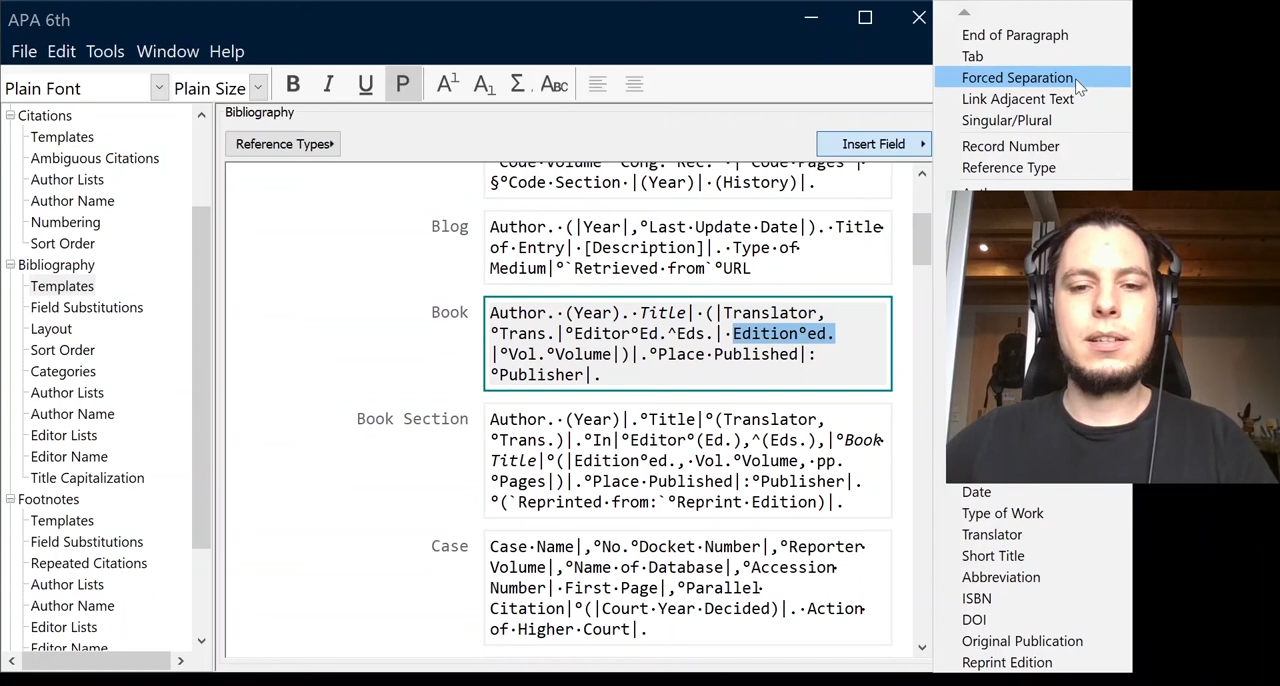 APA 6th
File Edit Tools Window Help
Plain Font Plain Size B I U P A¹ A₁ Σ Abc
Citations
Templates
Ambiguous Citations
Author Lists
Author Name
Numbering
Sort Order
Bibliography
Templates
Field Substitutions
Layout
Sort Order
Categories
Author Lists
Author Name
Editor Lists
Editor Name
Title Capitalization
Footnotes
Templates
Field Substitutions
Repeated Citations
Author Lists
Author Name
Editor Lists
Editor Name
Bibliography
Reference Types
Insert Field
§°Code·Section·|(Year)|·(History)|.
Blog
Author.·(|Year|,°Last·Update·Date|).·Title·
of·Entry|·[Description]|.·Type·of·
Medium|°`Retrieved·from`°URL
Book
Author.·(Year).·Title|·(|Translator,
°Trans.|°Editor°Ed.^Eds.|·Edition°ed.
|°Vol.°Volume|)|.°Place·Published|:
°Publisher|.
Book Section
Author.·(Year)|.°Title|°(Translator,
°Trans.)|.°In|°Editor°(Ed.),^(Eds.),|°Book·
Title|°(|Edition°ed.,·Vol.°Volume,·pp.
°Pages|)|.°Place·Published|:°Publisher|.
°(`Reprinted·from:`°Reprint·Edition)|.
Case
Case·Name|,°No.°Docket·Number|,°Reporter·
Volume|,°Name·of·Database|,°Accession·
Number|·First·Page|,°Parallel·
Citation|°(|Court·Year·Decided)|.·Action·
of·Higher·Court|.
End of Paragraph
Tab
Forced Separation
Link Adjacent Text
Singular/Plural
Record Number
Reference Type
Date
Type of Work
Translator
Short Title
Abbreviation
ISBN
DOI
Original Publication
Reprint Edition